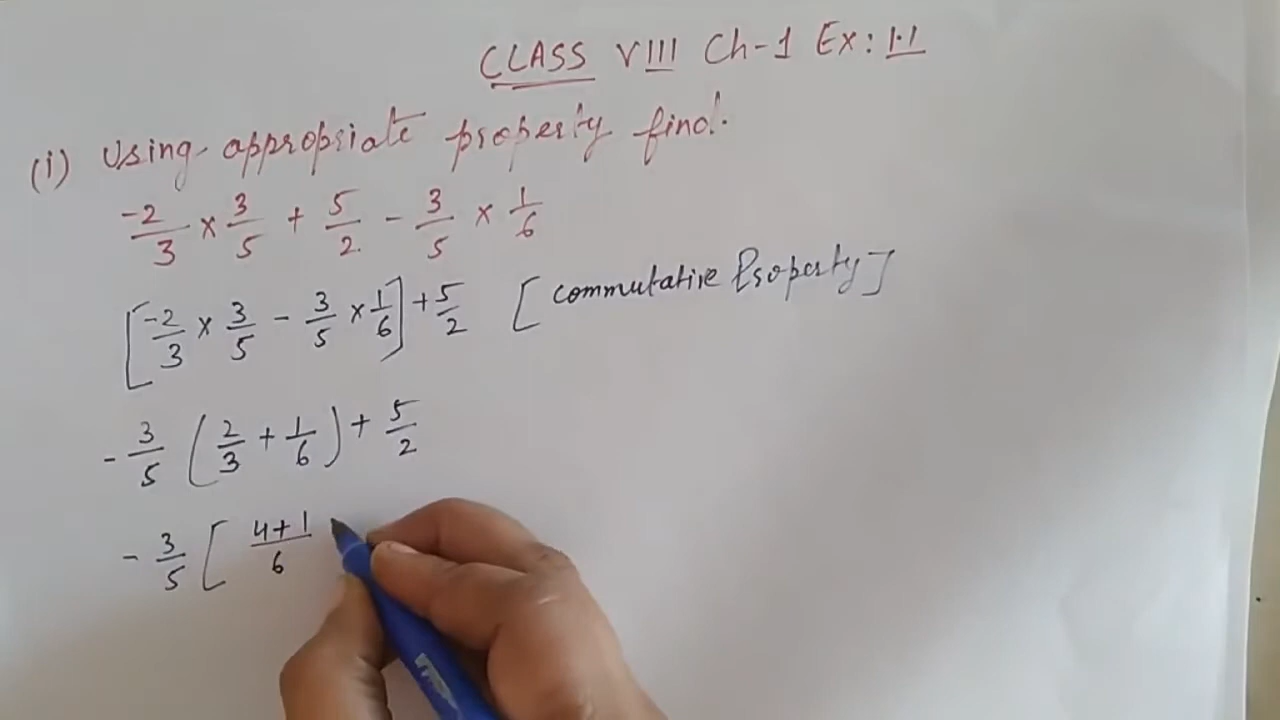 CLASS VIII Ch-1 Ex: 1.1
(i) Using appropriate property find.
-2/3 × 3/5 + 5/2 - 3/5 × 1/6
[-2/3 × 3/5 - 3/5 × 1/6] + 5/2 [commutative Property]
- 3/5 (2/3 + 1/6) + 5/2
- 3/5 [ 4+1/6